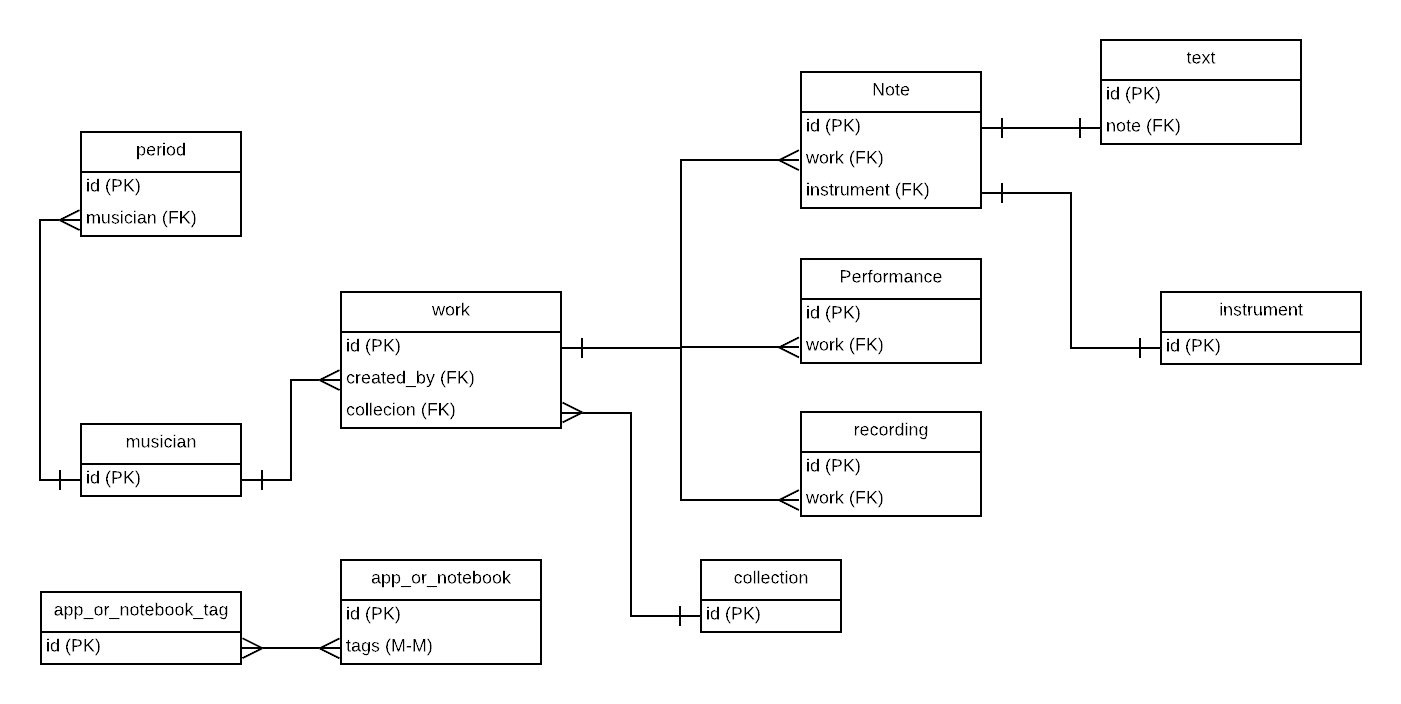 text
id (PK)
note (FK)
Note
id (PK)
work (FK)
instrument (FK)
period
id (PK)
musician (FK)
Performance
id (PK)
work (FK)
work
id (PK)
created_by (FK)
collecion (FK)
instrument
id (PK)
recording
id (PK)
work (FK)
musician
id (PK)
app_or_notebook
id (PK)
tags (M-M)
collection
id (PK)
app_or_notebook_tag
id (PK)